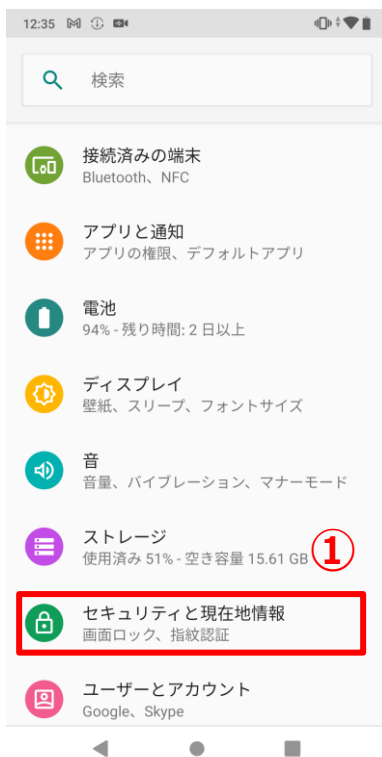 12:35
検索
接続済みの端末
Bluetooth、NFC
アプリと通知
アプリの権限、デフォルトアプリ
電池
94% - 残り時間: 2 日以上
ディスプレイ
壁紙、スリープ、フォントサイズ
音
音量、バイブレーション、マナーモード
ストレージ
使用済み 51% - 空き容量 15.61 GB
①
セキュリティと現在地情報
画面ロック、指紋認証
ユーザーとアカウント
Google、Skype